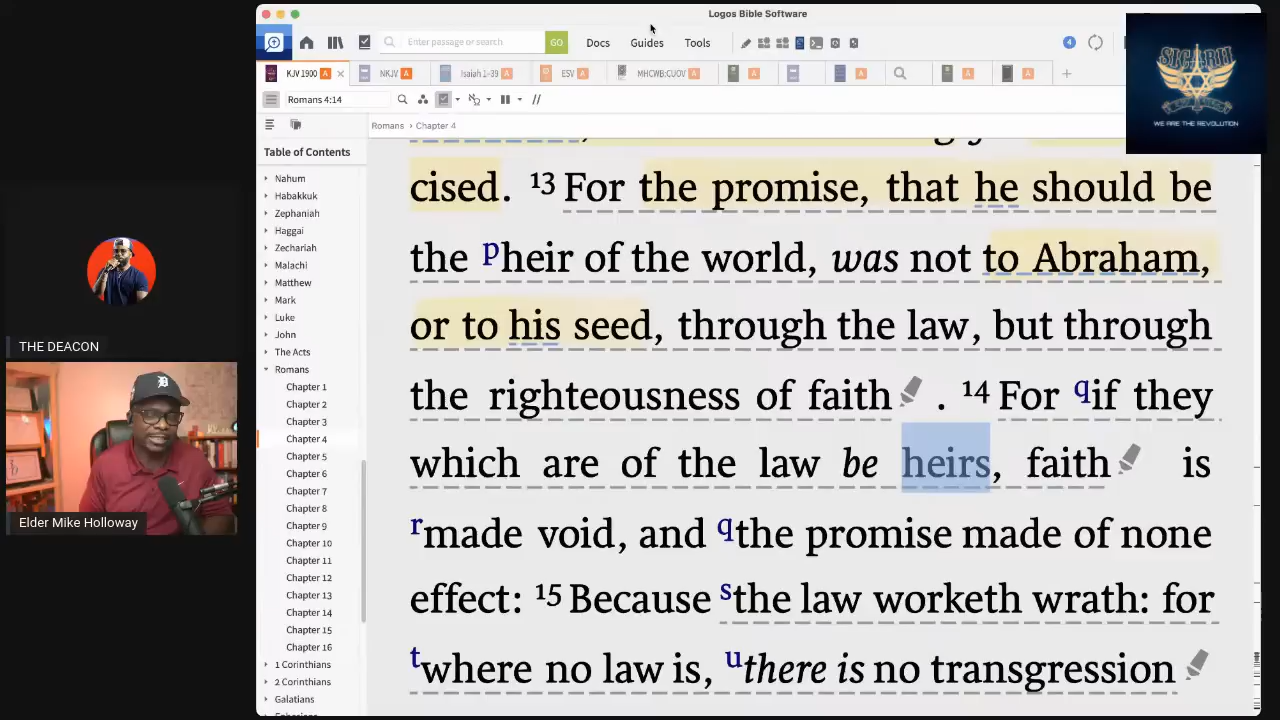 Logos Bible Software
Enter passage or search
GO
Docs
Guides
Tools
4
KJV 1900 A
NKJV A
Isaiah 1-39 A
ESV A
MHCWB:CUOV A
A
A
A
A
Romans 4:14
Romans › Chapter 4
Table of Contents
Nahum
Habakkuk
Zephaniah
Haggai
Zechariah
Malachi
Matthew
Mark
Luke
John
The Acts
Romans
Chapter 1
Chapter 2
Chapter 3
Chapter 4
Chapter 5
Chapter 6
Chapter 7
Chapter 8
Chapter 9
Chapter 10
Chapter 11
Chapter 12
Chapter 13
Chapter 14
Chapter 15
Chapter 16
1 Corinthians
2 Corinthians
Galatians
cised. 13 For the promise, that he should be
the pheir of the world, was not to Abraham,
or to his seed, through the law, but through
the righteousness of faith . 14 For qif they
which are of the law be heirs, faith is
rmade void, and qthe promise made of none
effect: 15 Because sthe law worketh wrath: for
twhere no law is, uthere is no transgression
SICARII
WE ARE THE REVOLUTION
THE DEACON
Elder Mike Holloway